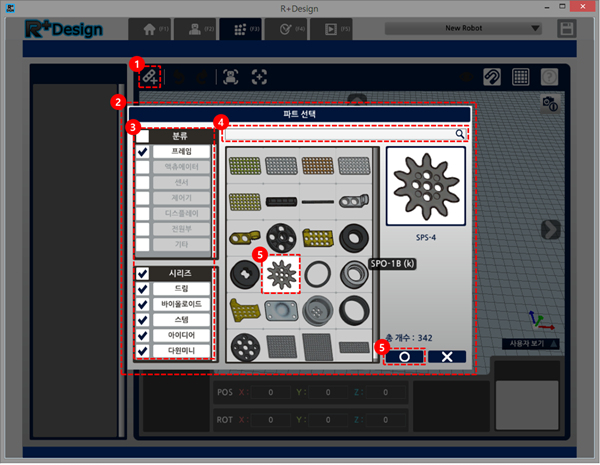 R+Design
R+Design
(F1)
(F2)
(F3)
(F4)
(F5)
New Robot
1
2
파트 선택
3
4
분류
프레임
액츄에이터
센서
제어기
디스플레이
전원부
기타
시리즈
드림
바이올로이드
스템
아이디어
다윈미니
5
SPS-4
SPO-1B (k)
총 개수 : 342
5
사용자 보기
POS X: 0 Y: 0 Z: 0
ROT X: 0 Y: 0 Z: 0